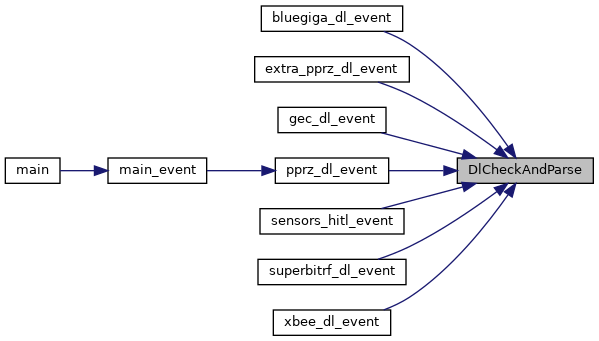 bluegiga_dl_event
extra_pprz_dl_event
gec_dl_event
main
main_event
pprz_dl_event
DlCheckAndParse
sensors_hitl_event
superbitrf_dl_event
xbee_dl_event